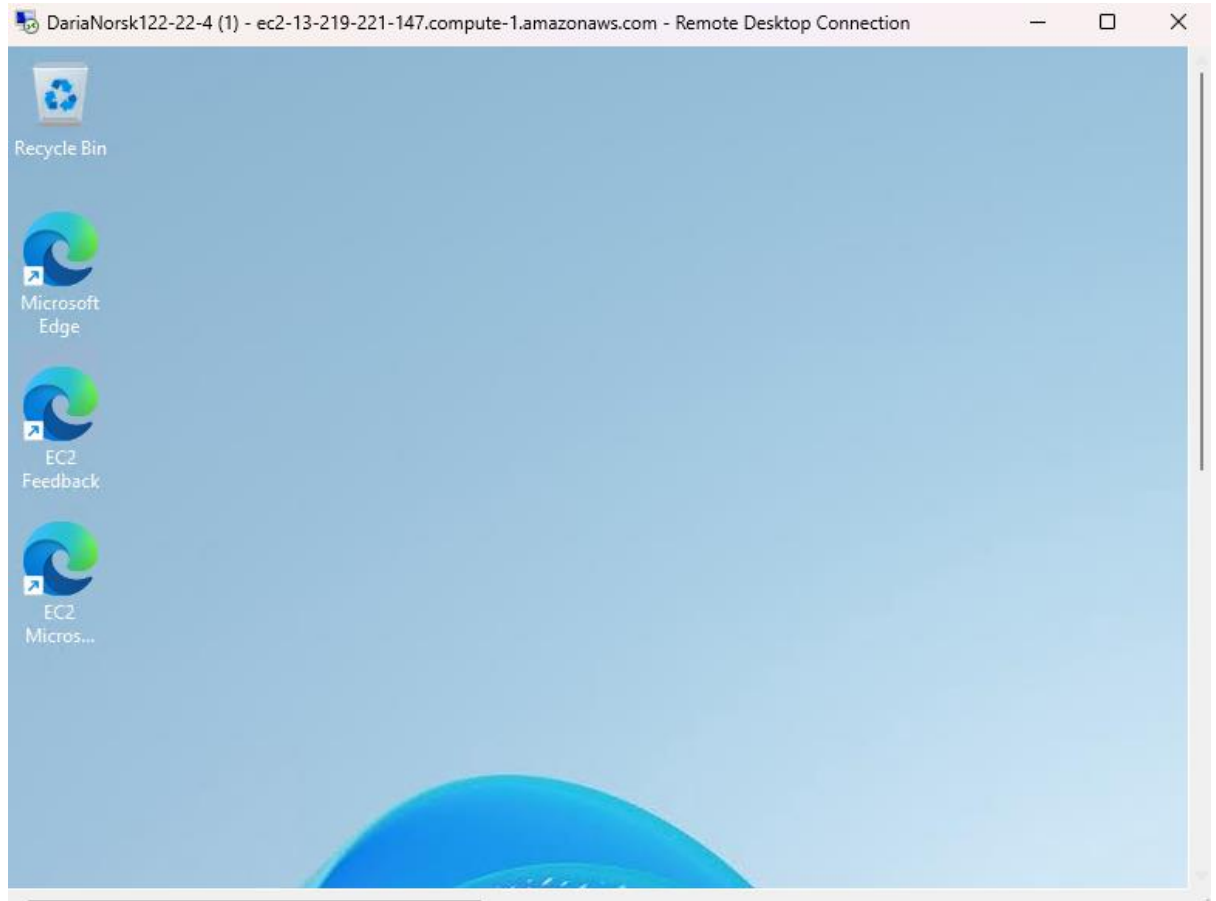 DariaNorsk122-22-4 (1) - ec2-13-219-221-147.compute-1.amazonaws.com - Remote Desktop Connection
Recycle Bin
Microsoft
Edge
EC2
Feedback
EC2
Micros...